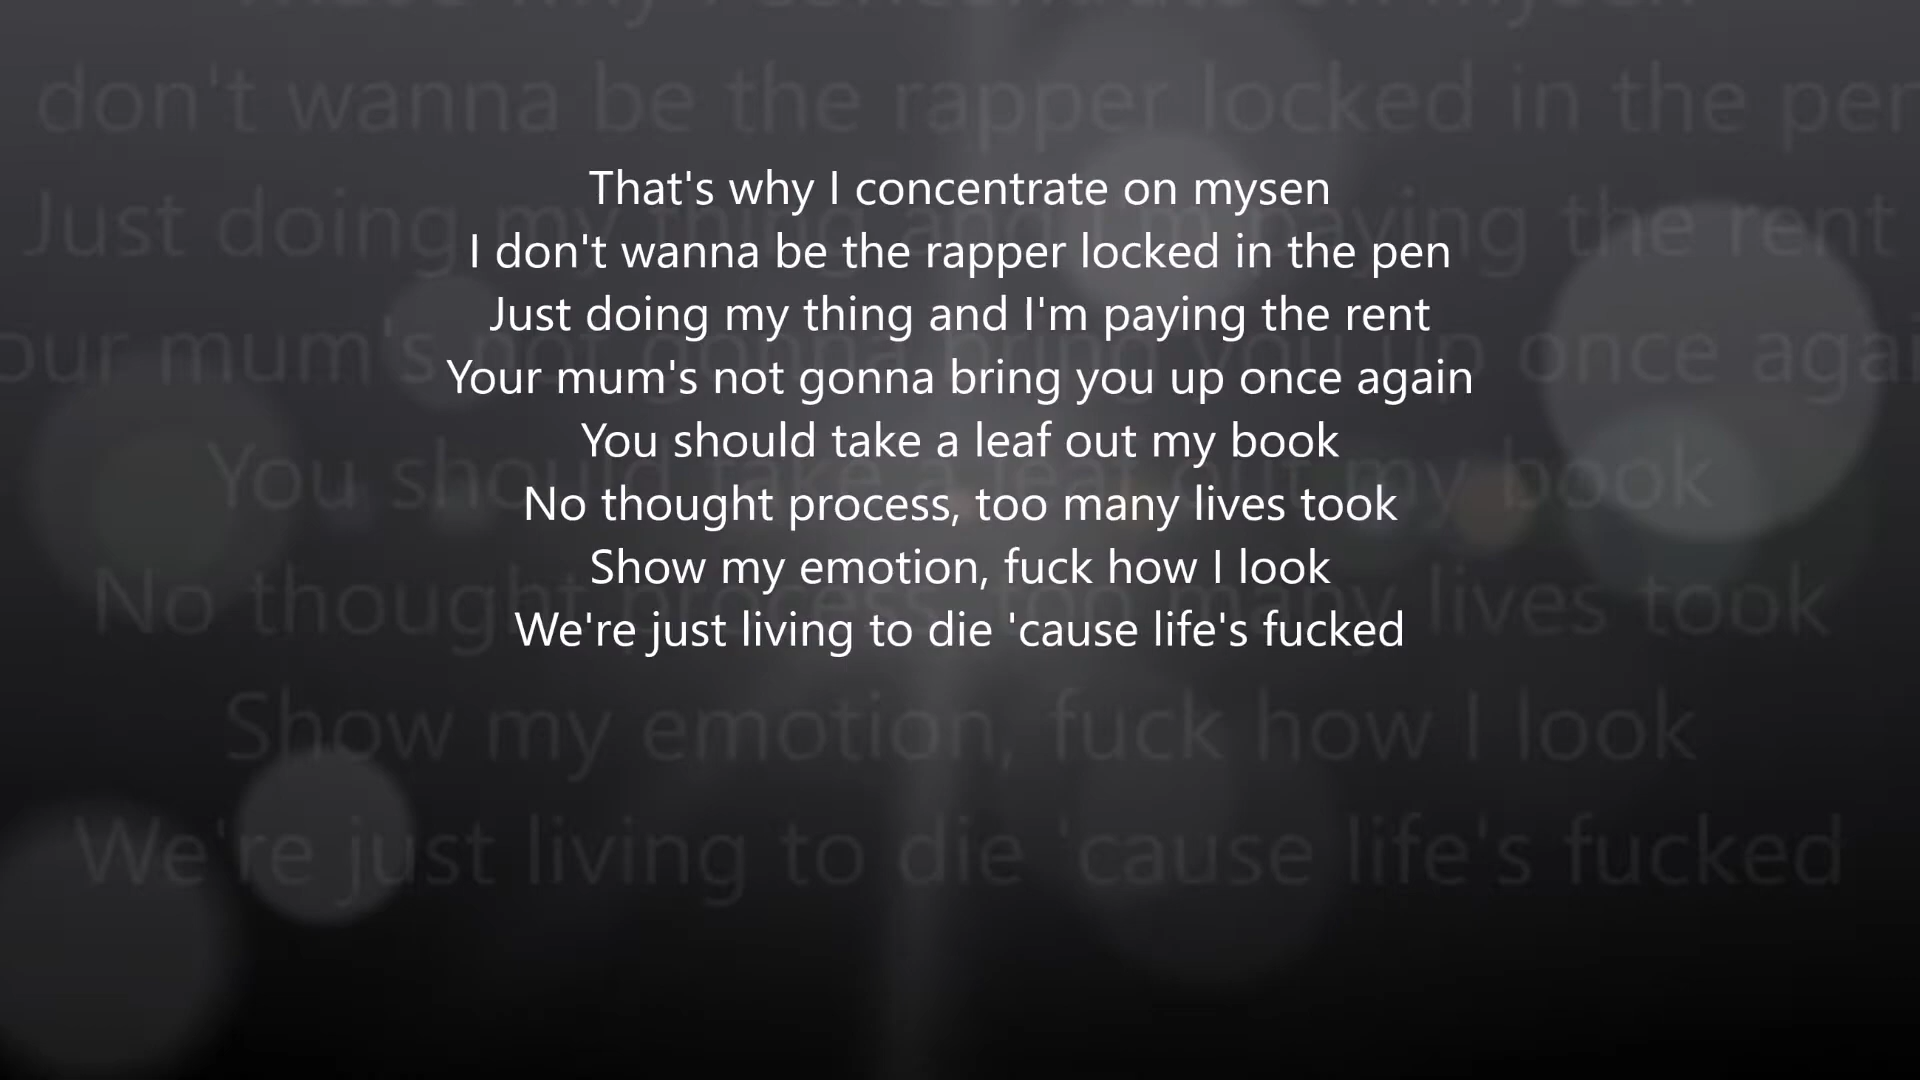 That's why I concentrate on mysen
I don't wanna be the rapper locked in the pen
Just doing my thing and I'm paying the rent
Your mum's not gonna bring you up once again
You should take a leaf out my book
No thought process, too many lives took
Show my emotion, fuck how I look
We're just living to die 'cause life's fucked